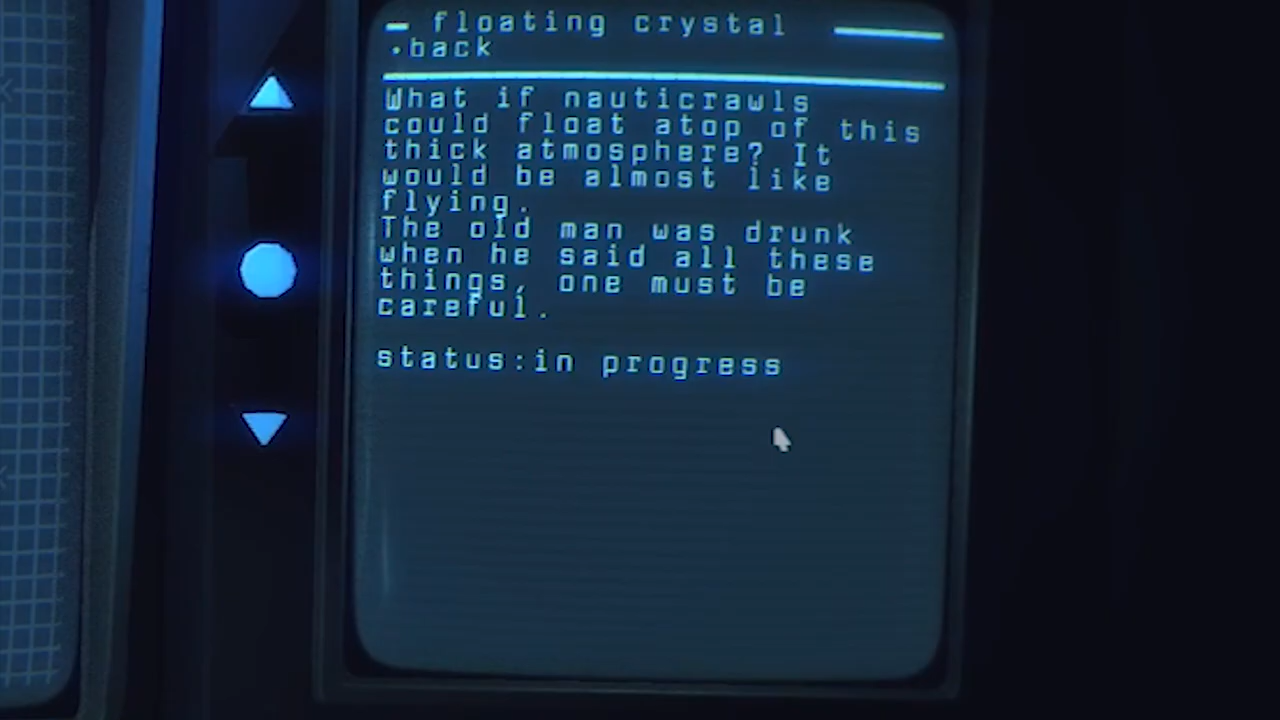 floating crystal
·back
What if nauticrawls
could float atop of this
thick atmosphere? It
would be almost like
flying.
The old man was drunk
when he said all these
things, one must be
careful.
status:in progress